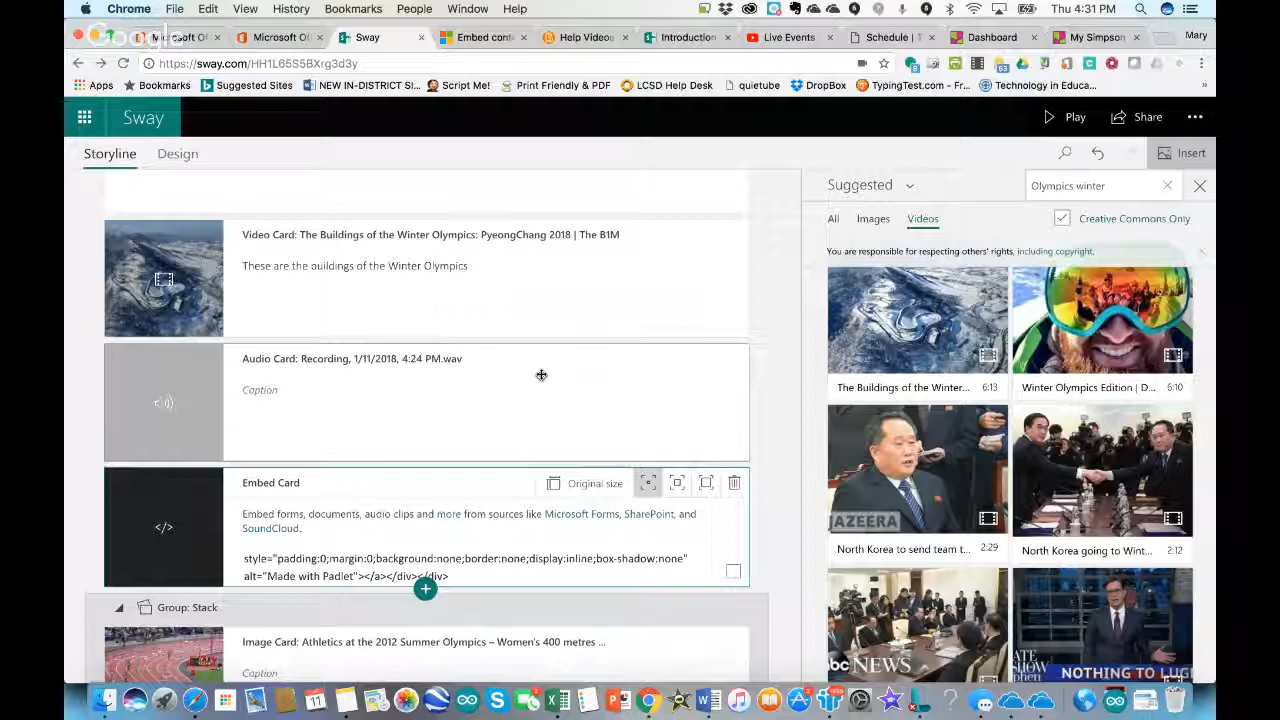 Chrome File Edit View History Bookmarks People Window Help Thu 4:31 PM
Google
Microsoft Of Microsoft O Sway Embed cont Help Videos Introduction Live Events Schedule | T Dashboard My Simpson Mary
https://sway.com/HH1L65S5BXrg3d3y
Apps Bookmarks Suggested Sites NEW IN-DISTRICT SI... Script Me! Print Friendly & PDF LCSD Help Desk quietube DropBox TypingTest.com - Fr... Technology in Educa... »
Sway Play Share
Storyline Design Insert
Suggested Olympics winter
All Images Videos Creative Commons Only
You are responsible for respecting others' rights, including copyright.
Video Card: The Buildings of the Winter Olympics: PyeongChang 2018 | The B1M
These are the ouildings of the Winter Olympics
Audio Card: Recording, 1/11/2018, 4:24 PM.wav
Caption
The Buildings of the Winter... 6:13
Winter Olympics Edition | D... 6:10
Embed Card Original size
Embed forms, documents, audio clips and more from sources like Microsoft Forms, SharePoint, and
SoundCloud.
style="padding:0;margin:0;background:none;border:none;display:inline;box-shadow:none"
alt="Made with Padlet"></a></div></div>
JAZEERA
North Korea to send team t... 2:29
North Korea going to Wint... 2:12
Group: Stack
Image Card: Athletics at the 2012 Summer Olympics – Women's 400 metres ...
Caption
abc NEWS
ATE
SHOW
phen
NOTHING TO LUG